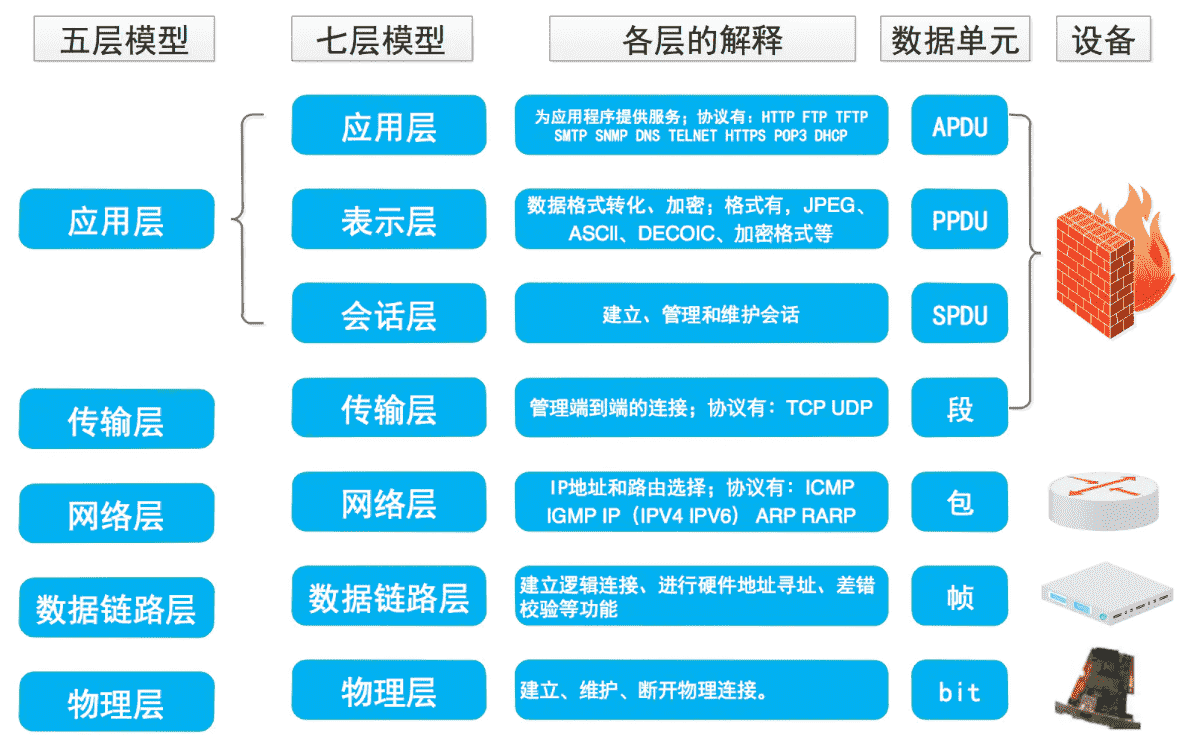 五层模型
七层模型
各层的解释
数据单元
设备
应用层
为应用程序提供服务；协议有：HTTP FTP TFTP
SMTP SNMP DNS TELNET HTTPS POP3 DHCP
APDU
应用层
表示层
数据格式转化、加密；格式有，JPEG、
ASCII、DECOIC、加密格式等
PPDU
会话层
建立、管理和维护会话
SPDU
传输层
传输层
管理端到端的连接；协议有：TCP UDP
段
网络层
网络层
IP地址和路由选择；协议有：ICMP
IGMP IP（IPV4 IPV6） ARP RARP
包
数据链路层
数据链路层
建立逻辑连接、进行硬件地址寻址、差错
校验等功能
帧
物理层
物理层
建立、维护、断开物理连接。
bit